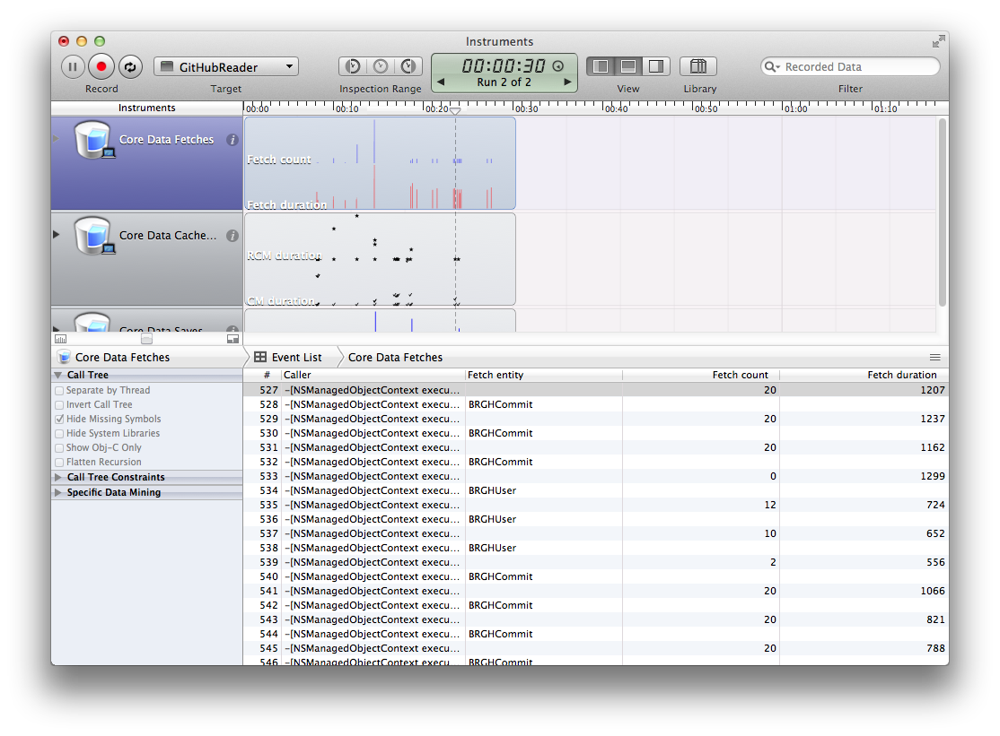 Instruments
GitHubReader
00:00:30
Run 2 of 2
Recorded Data
Record Target Inspection Range View Library Filter
Instruments 00:00 00:10 00:20 00:30 00:40 00:50 01:00 01:10
Core Data Fetches
Fetch count
Fetch duration
Core Data Cache...
RCM duration
CM duration
Core Data Saves
Core Data Fetches Event List Core Data Fetches
Call Tree
Separate by Thread
Invert Call Tree
Hide Missing Symbols
Hide System Libraries
Show Obj-C Only
Flatten Recursion
Call Tree Constraints
Specific Data Mining
# Caller Fetch entity Fetch count Fetch duration
527 -[NSManagedObjectContext execu... 20 1207
528 -[NSManagedObjectContext execu... BRGHCommit
529 -[NSManagedObjectContext execu... 20 1237
530 -[NSManagedObjectContext execu... BRGHCommit
531 -[NSManagedObjectContext execu... 20 1162
532 -[NSManagedObjectContext execu... BRGHCommit
533 -[NSManagedObjectContext execu... 0 1299
534 -[NSManagedObjectContext execu... BRGHUser
535 -[NSManagedObjectContext execu... 12 724
536 -[NSManagedObjectContext execu... BRGHUser
537 -[NSManagedObjectContext execu... 10 652
538 -[NSManagedObjectContext execu... BRGHUser
539 -[NSManagedObjectContext execu... 2 556
540 -[NSManagedObjectContext execu... BRGHCommit
541 -[NSManagedObjectContext execu... 20 1066
542 -[NSManagedObjectContext execu... BRGHCommit
543 -[NSManagedObjectContext execu... 20 821
544 -[NSManagedObjectContext execu... BRGHCommit
545 -[NSManagedObjectContext execu... 20 788
546 -[NSManagedObjectContext execu... BRGHCommit